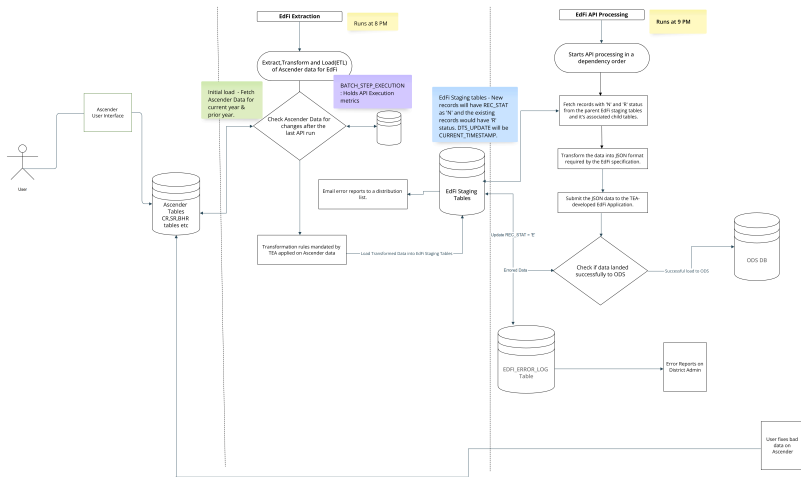 EdFi Extraction
Runs at 8 PM
EdFi API Processing
Runs at 9 PM
Extract,Transform and Load(ETL)
of Ascender data for EdFi
Starts API processing in a
dependency order
Initial load - Fetch
Ascender Data for
current year &
prior year.
BATCH_STEP_EXECUTION
: Holds API Execution
metrics
EdFi Staging tables - New
records will have REC_STAT
as 'N' and the existing
records would have 'R'
status. DTS_UPDATE will be
CURRENT_TIMESTAMP.
Ascender
User Interface
Check Ascender Data for
changes after the
last API run
Fetch records with 'N' and 'R' status
from the parent EdFi staging tables
and it's associated child tables.
User
Transform the data into JSON format
required by the EdFi specification.
Ascender
Tables
CR,SR,BHR
tables etc
Email error reports to a distribution
list.
EdFi Staging
Tables
Submit the JSON data to the TEA-
developed EdFi Application.
Update REC_STAT = 'E'
Transformation rules mandated by
TEA applied on Ascender data
Load Transformed Data into EdFi Staging Tables
Errored Data
Check if data landed
successfully to ODS
Successful load to ODS
ODS DB
EDFI_ERROR_LOG
Table
Error Reports on
District Admin
User fixes bad
data on
Ascender